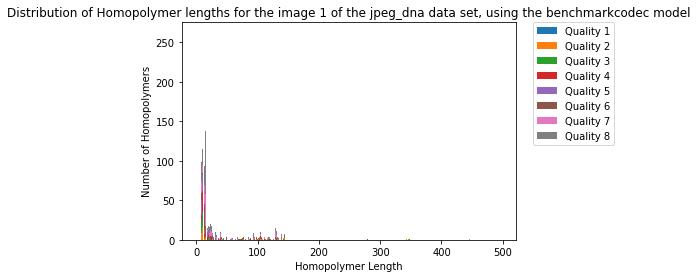 Distribution of Homopolymer lengths for the image 1 of the jpeg_dna data set, using the benchmarkcodec model
Number of Homopolymers
250
200
150
100
50
0
0 100 200 300 400 500
Homopolymer Length
Quality 1
Quality 2
Quality 3
Quality 4
Quality 5
Quality 6
Quality 7
Quality 8